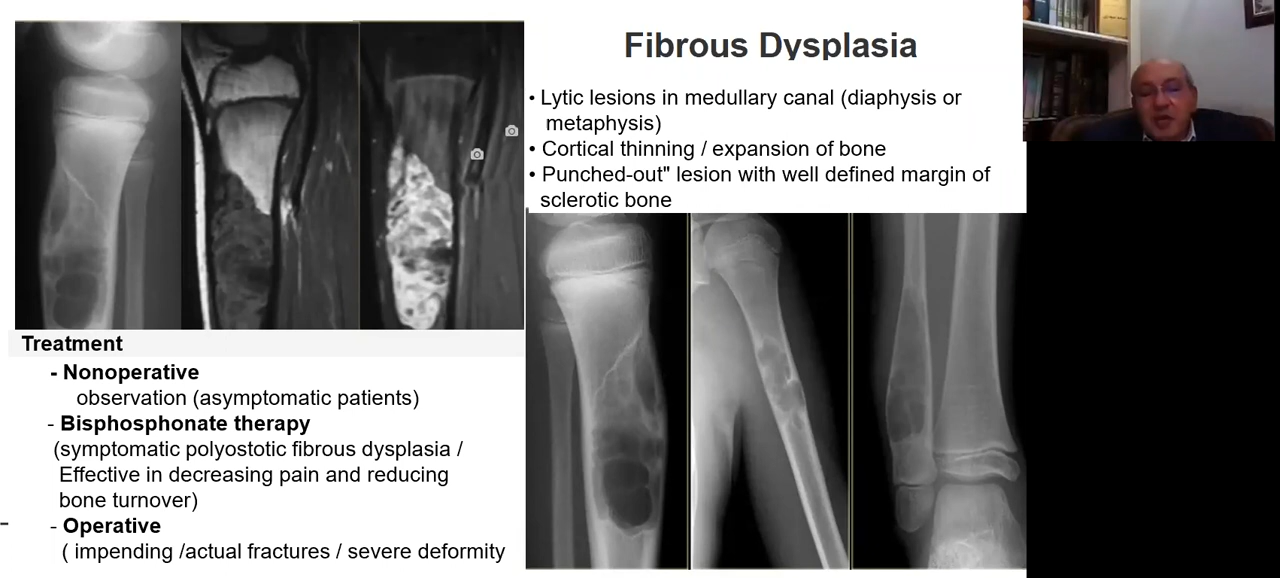 Fibrous Dysplasia
• Lytic lesions in medullary canal (diaphysis or
metaphysis)
• Cortical thinning / expansion of bone
• Punched-out" lesion with well defined margin of
sclerotic bone
Treatment
- Nonoperative
observation (asymptomatic patients)
- Bisphosphonate therapy
(symptomatic polyostotic fibrous dysplasia /
Effective in decreasing pain and reducing
bone turnover)
- - Operative
( impending /actual fractures / severe deformity